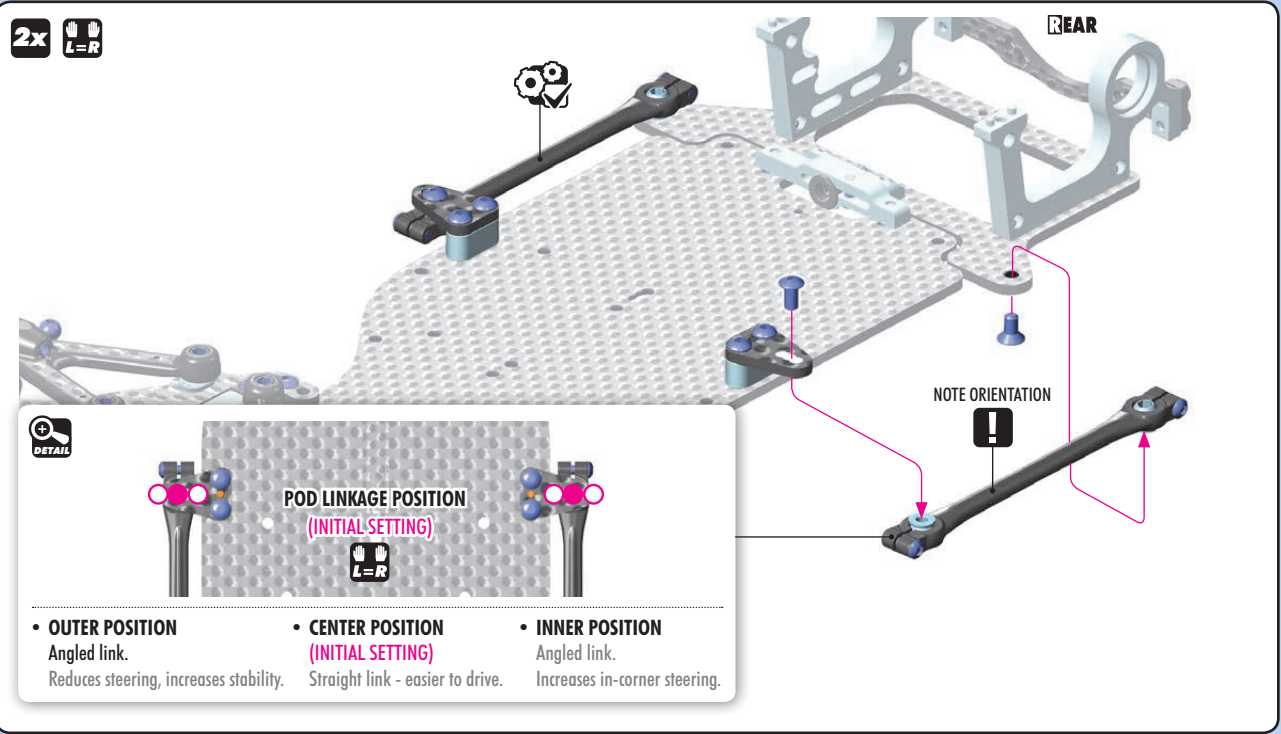 2x
L=R
REAR
NOTE ORIENTATION
!
DETAIL
POD LINKAGE POSITION
(INITIAL SETTING)
L=R
• OUTER POSITION
Angled link.
Reduces steering, increases stability.
• CENTER POSITION
(INITIAL SETTING)
Straight link - easier to drive.
• INNER POSITION
Angled link.
Increases in-corner steering.